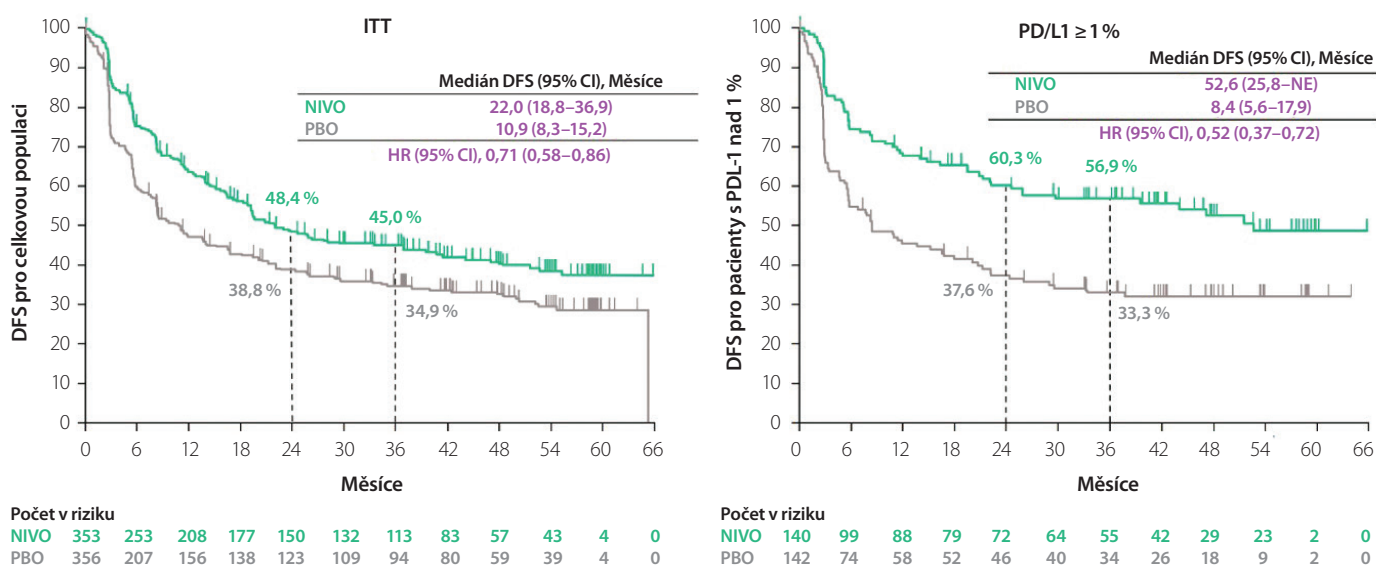 ITT
Medián DFS (95% CI), Měsíce
NIVO 22,0 (18,8–36,9)
PBO 10,9 (8,3–15,2)
HR (95% CI), 0,71 (0,58–0,86)
DFS pro celkovou populaci
100
90
80
70
60
50
40
30
20
10
0
48,4 %
45,0 %
38,8 %
34,9 %
0 6 12 18 24 30 36 42 48 54 60 66
Měsíce
Počet v riziku
NIVO 353 253 208 177 150 132 113 83 57 43 4 0
PBO 356 207 156 138 123 109 94 80 59 39 4 0
PD/L1 ≥ 1 %
Medián DFS (95% CI), Měsíce
NIVO 52,6 (25,8–NE)
PBO 8,4 (5,6–17,9)
HR (95% CI), 0,52 (0,37–0,72)
DFS pro pacienty s PDL-1 nad 1 %
100
90
80
70
60
50
40
30
20
10
0
60,3 %
56,9 %
37,6 %
33,3 %
0 6 12 18 24 30 36 42 48 54 60 66
Měsíce
Počet v riziku
NIVO 140 99 88 79 72 64 55 42 29 23 2 0
PBO 142 74 58 52 46 40 34 26 18 9 2 0